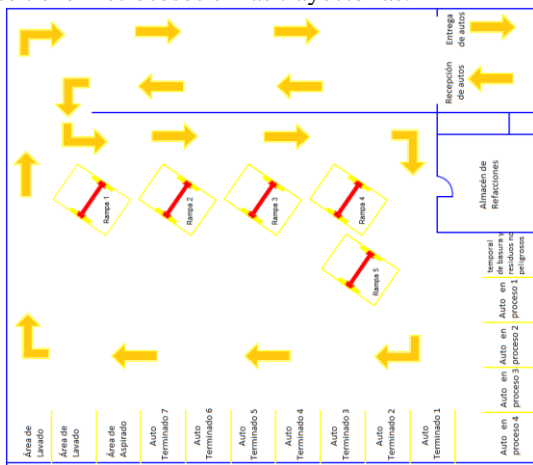 Entrega
de autos
Recepción
de autos
Almacén de
Refacciones
temporal
de basura y
residuos no
peligrosos
Rampa 1
Rampa 2
Rampa 3
Rampa 4
Rampa 5
Auto en
proceso 1
Auto en
proceso 2
Auto en
proceso 3
Auto en
proceso 4
Área de
Lavado
Área de
Lavado
Área de
Aspirado
Auto
Terminado 7
Auto
Terminado 6
Auto
Terminado 5
Auto
Terminado 4
Auto
Terminado 3
Auto
Terminado 2
Auto
Terminado 1